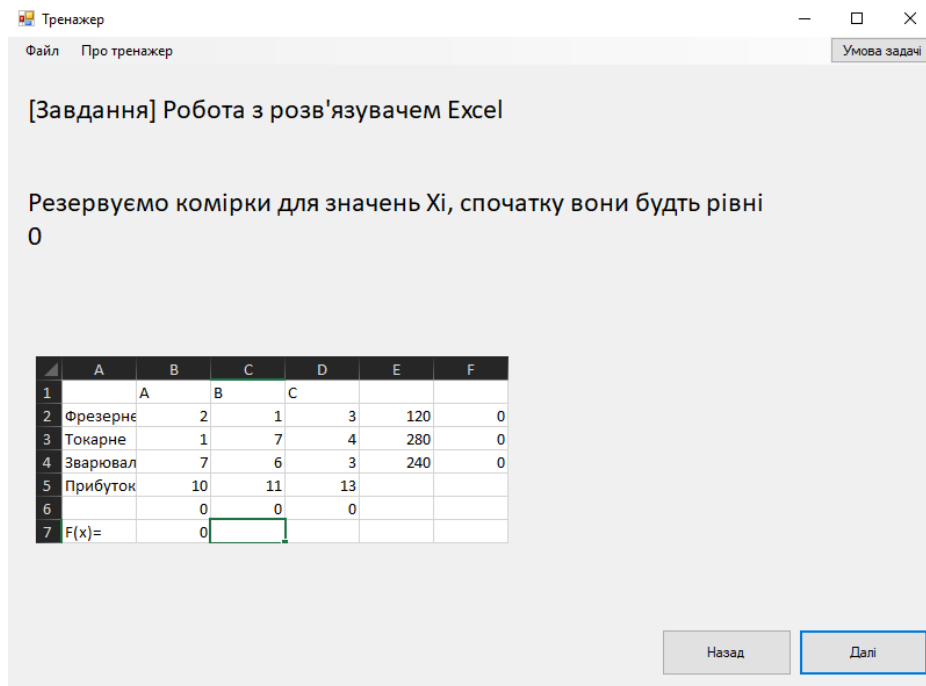 Тренажер
Файл Про тренажер Умова задачі
[Завдання] Робота з розв'язувачем Excel
Резервуємо комірки для значень Xi, спочатку вони будть рівні
0
A B C D E F
1 A B C
2 Фрезерне 2 1 3 120 0
3 Токарне 1 7 4 280 0
4 Зварювал 7 6 3 240 0
5 Прибуток 10 11 13
6 0 0 0
7 F(x)= 0
Назад Далі